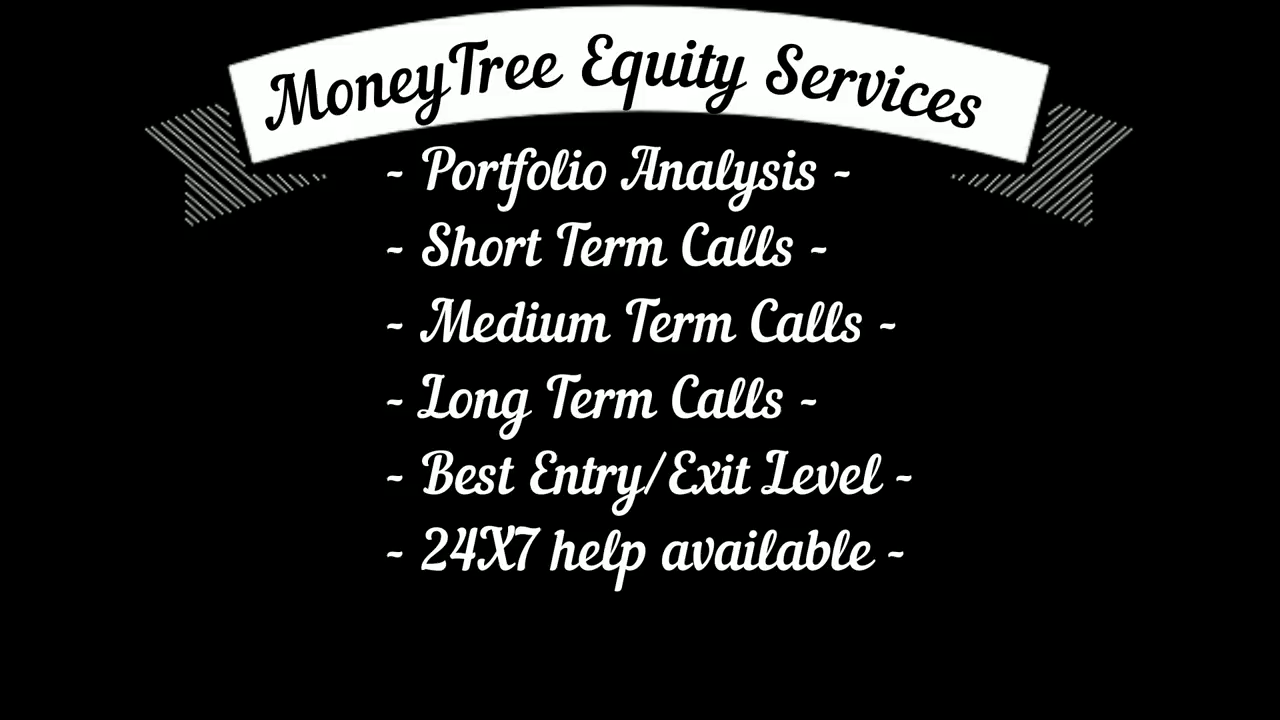 MoneyTree Equity Services
- Portfolio Analysis -
- Short Term Calls -
- Medium Term Calls -
- Long Term Calls -
- Best Entry/Exit Level -
- 24X7 help available -